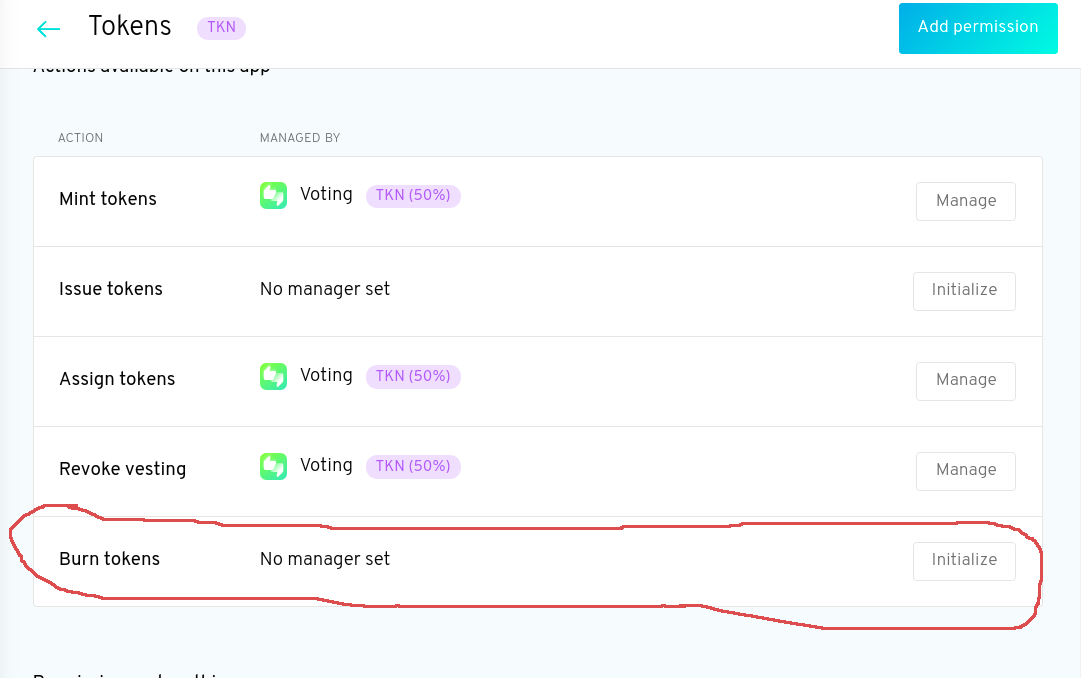 Tokens TKN Add permission
Actions available on this app
ACTION MANAGED BY
Mint tokens Voting TKN (50%) Manage
Issue tokens No manager set Initialize
Assign tokens Voting TKN (50%) Manage
Revoke vesting Voting TKN (50%) Manage
Burn tokens No manager set Initialize